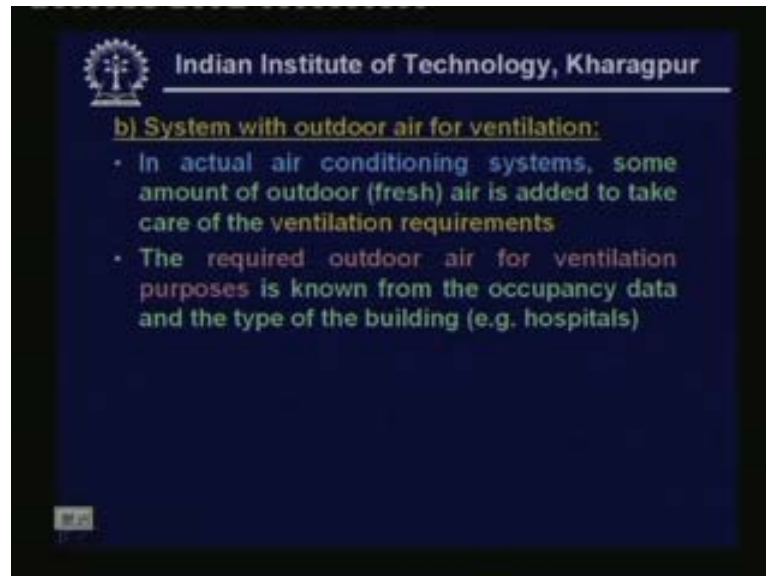 Indian Institute of Technology, Kharagpur
b) System with outdoor air for ventilation:
• In actual air conditioning systems, some
amount of outdoor (fresh) air is added to take
care of the ventilation requirements
• The required outdoor air for ventilation
purposes is known from the occupancy data
and the type of the building (e.g. hospitals)